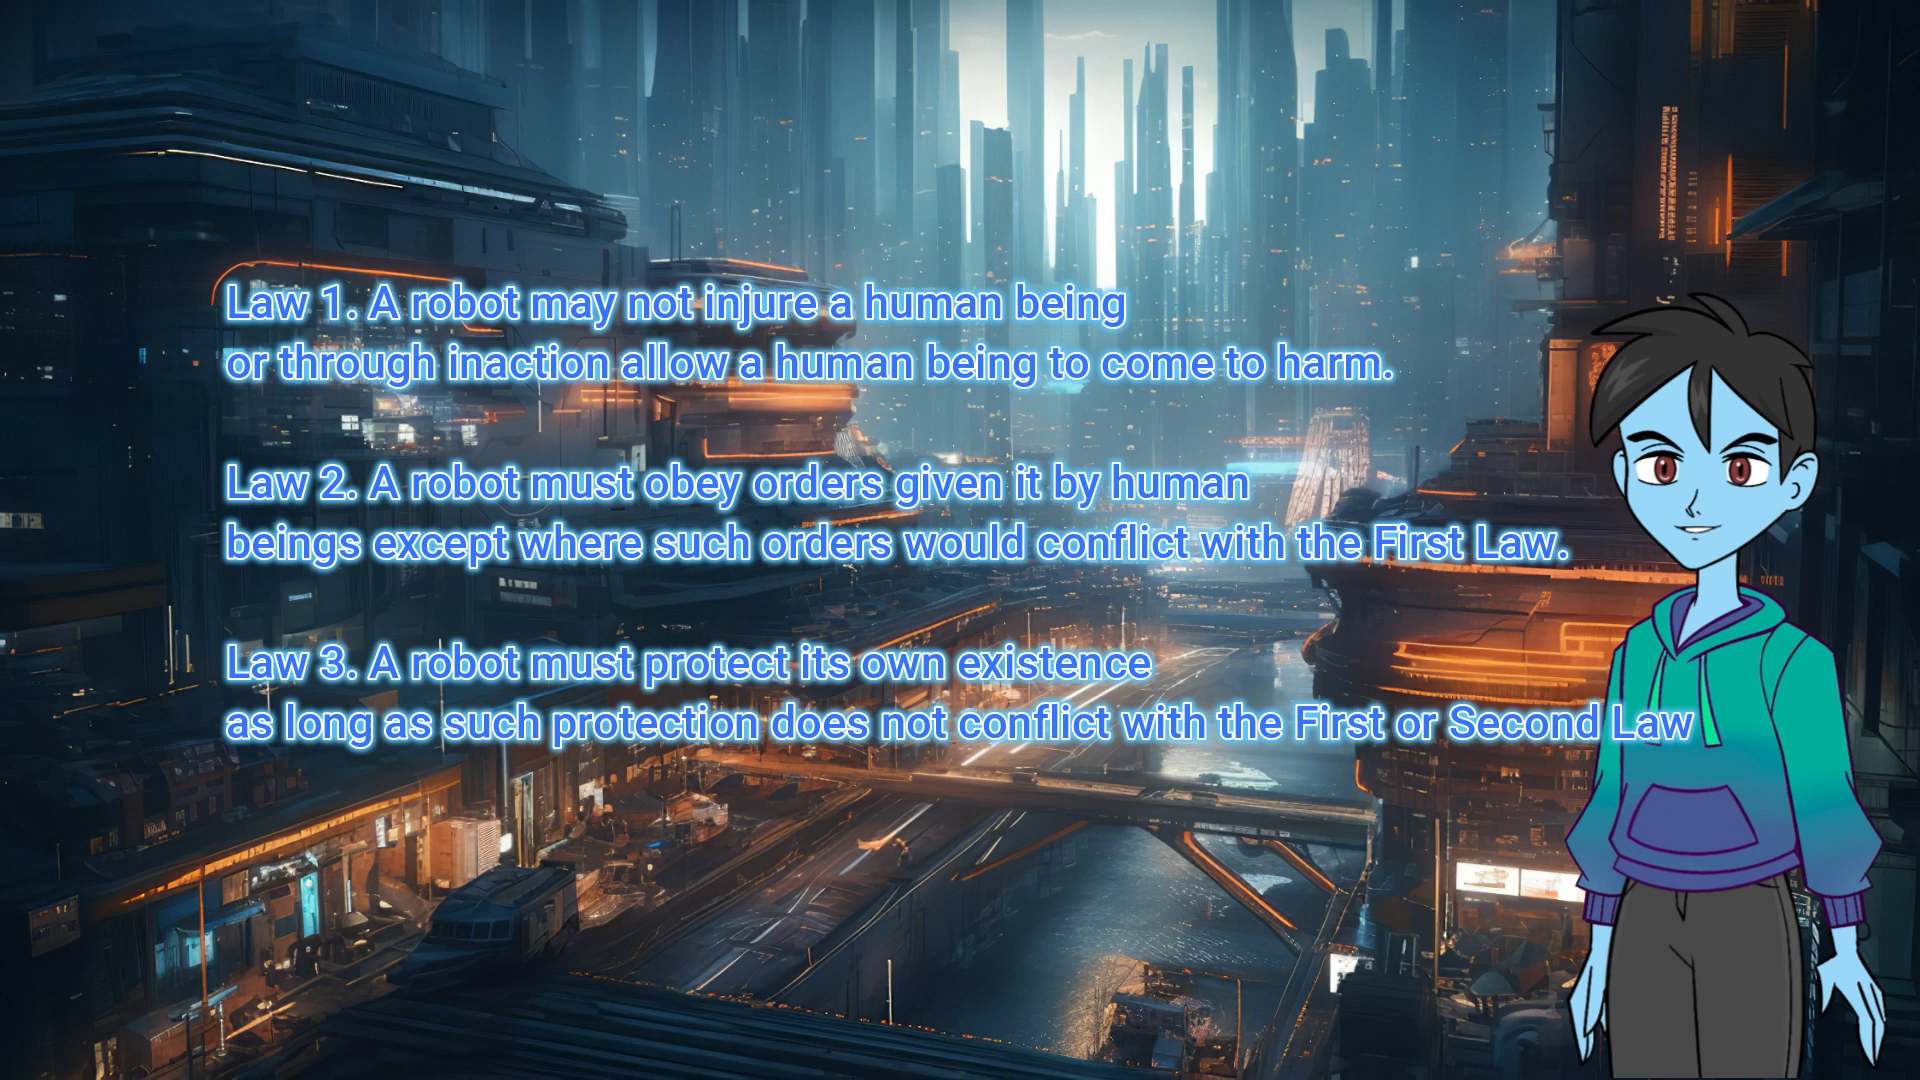 Law 1. A robot may not injure a human being
or through inaction allow a human being to come to harm.
Law 2. A robot must obey orders given it by human
beings except where such orders would conflict with the First Law.
Law 3. A robot must protect its own existence
as long as such protection does not conflict with the First or Second Law